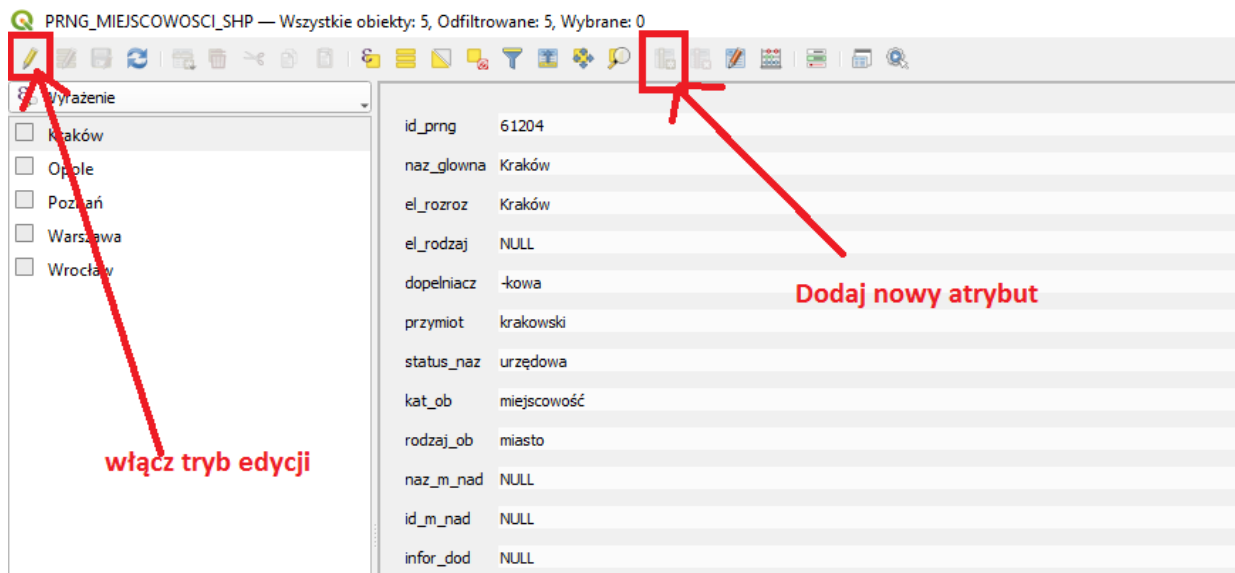 PRNG_MIEJSCOWOSCI_SHP — Wszystkie obiekty: 5, Odfiltrowane: 5, Wybrane: 0
Wyrażenie
Kraków
Opole
Poznań
Warszawa
Wrocław
id_prng 61204
naz_glowna Kraków
el_rozroz Kraków
el_rodzaj NULL
dopelniacz -kowa
przymiot krakowski
status_naz urzędowa
kat_ob miejscowość
rodzaj_ob miasto
naz_m_nad NULL
id_m_nad NULL
infor_dod NULL
Dodaj nowy atrybut
włącz tryb edycji